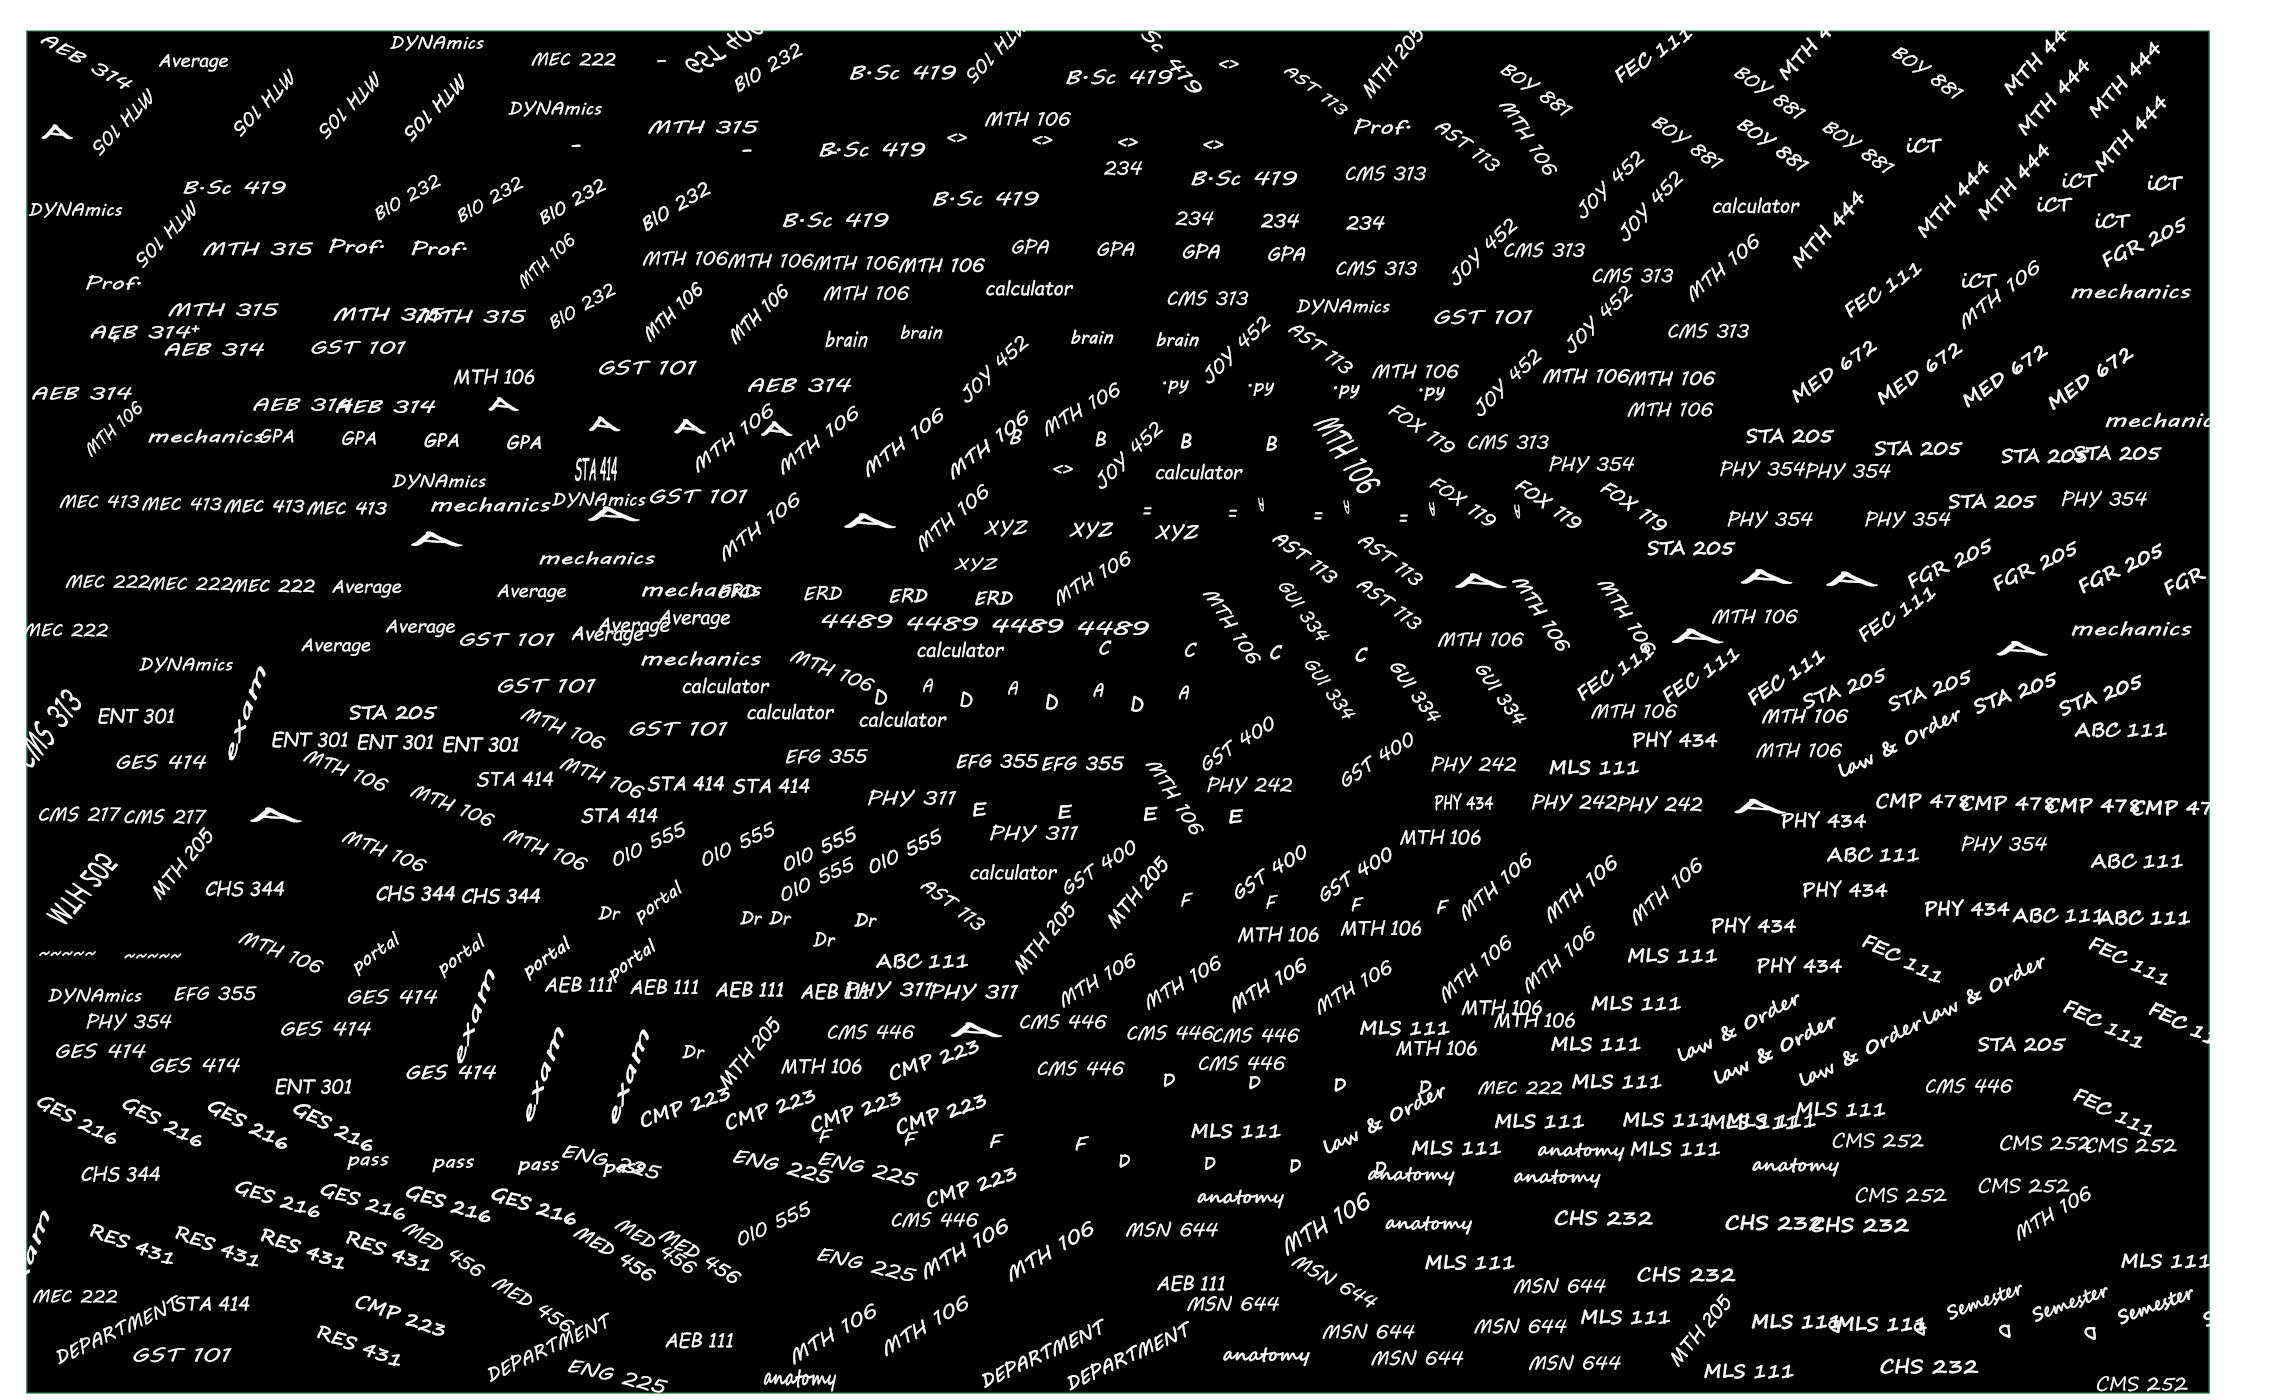 AEB 314 Average DYNAmics MEC 222 - BIO 232 B.Sc 419 B.Sc 419 <> AST 113 MTH 205 BOY 881 FEC 111 BOY 881 BOY 881 MTH 444 MTH 444
A DYNAmics MTH 315 MTH 106 Prof. AST 113 MTH 106 BOY 881 BOY 881 BOY 881 iCT MTH 444 MTH 444
- - B.Sc 419 <> <> <> <>
B.Sc 419 BIO 232 BIO 232 BIO 232 BIO 232 B.Sc 419 234 B.Sc 419 CMS 313 JOY 452 JOY 452 calculator MTH 444 MTH 444 iCT iCT
DYNAmics MTH 315 Prof. Prof. MTH 106 B.Sc 419 234 234 234 MTH 444 iCT iCT
Prof. MTH 106 MTH 106 MTH 106 MTH 106 GPA GPA GPA GPA CMS 313 JOY 452 CMS 313 CMS 313 MTH 106 FGR 205
MTH 315 MTH 315 MTH 315 BIO 232 MTH 106 MTH 106 MTH 106 calculator CMS 313 DYNAmics GST 101 JOY 452 CMS 313 FEC 111 iCT MTH 106 mechanics
AEB 314 AEB 314 GST 101 brain brain brain brain JOY 452 AST 113
AEB 314 MTH 106 GST 101 AEB 314 JOY 452 .py .py .py .py MTH 106 JOY 452 MTH 106 MTH 106 MED 672 MED 672 MED 672 MED 672
MTH 106 AEB 314 AEB 314 A A A A MTH 106 MTH 106 MTH 106 MTH 106 MTH 106 FOX 119 MTH 106 mechanics
mechanics GPA GPA GPA GPA B B B B JOY 452 MTH 106 CMS 313 STA 205 STA 205 STA 205 STA 205
DYNAmics STA 414 <> calculator PHY 354 PHY 354 PHY 354
MEC 413 MEC 413 MEC 413 MEC 413 mechanics DYNAmics GST 101 MTH 106 MTH 106 FOX 119 FOX 119 FOX 119 STA 205 PHY 354
A A A XYZ XYZ XYZ = = = = PHY 354 PHY 354
mechanics XYZ AST 113 AST 113 STA 205
MEC 222 MEC 222 MEC 222 Average Average mechanics ERD ERD ERD ERD MTH 106 AST 113 A A A FGR 205 FGR 205 FGR 205 FGR
MEC 222 Average GST 101 Average Average Average 4489 4489 4489 4489 MTH 106 GUI 334 MTH 106 MTH 106 MTH 106 MTH 106 FEC 111 mechanics
DYNAmics Average mechanics MTH 106 calculator C C C C A A
exam GST 101 calculator D A D A D A D A GUI 334 GUI 334 GUI 334 FEC 111 FEC 111 FEC 111 STA 205 STA 205 STA 205 STA 205
CMS 313 ENT 301 STA 205 MTH 106 GST 101 calculator calculator MTH 106 MTH 106 law & Order ABC 111
ENT 301 ENT 301 ENT 301 GST 400 GST 400 PHY 434 MTH 106
GES 414 MTH 106 STA 414 MTH 106 STA 414 STA 414 EFG 355 EFG 355 EFG 355 MTH 106 PHY 242 PHY 242 MLS 111
CMS 217 CMS 217 A MTH 106 STA 414 PHY 311 E E E E PHY 434 PHY 242 PHY 242 A PHY 434 CMP 478 CMP 478 CMP 478 CMP 47
MTH 205 MTH 106 MTH 106 OIO 555 OIO 555 OIO 555 OIO 555 OIO 555 PHY 311 MTH 106 ABC 111 PHY 354 ABC 111
CHS 344 CHS 344 CHS 344 portal calculator GST 400 MTH 205 GST 400 GST 400 MTH 106 MTH 106 MTH 106 PHY 434
Dr Dr Dr Dr Dr AST 113 MTH 205 F F F F MTH 106 MTH 106 PHY 434 PHY 434 ABC 111 ABC 111
~~~~~ ~~~~~ MTH 106 portal portal portal portal ABC 111 MTH 106 MTH 106 MTH 106 MTH 106 MTH 106 MTH 106 MLS 111 PHY 434 FEC 111 FEC 111
DYNAmics EFG 355 GES 414 exam AEB 111 AEB 111 AEB 111 AEB 111 PHY 311 PHY 311 MTH 106 MLS 111 law & Order
PHY 354 GES 414 CMS 446 A CMS 446 CMS 446 CMS 446 MLS 111 MTH 106 law & Order FEC 111 FEC 11
GES 414 GES 414 GES 414 exam exam Dr MTH 205 MTH 106 CMP 223 CMS 446 CMS 446 MTH 106 MLS 111 law & Order law & Order STA 205
ENT 301 D D D D MEC 222 MLS 111 CMS 446
GES 216 GES 216 GES 216 GES 216 CMP 223 CMP 223 CMP 223 CMP 223 law & Order MLS 111 MLS 111 MLS 111 MLS 111 MLS 111 FEC 111
pass pass pass pass ENG 225 ENG 225 ENG 225 F F F F MLS 111 MLS 111 anatomy MLS 111 CMS 252 CMS 252 CMS 252
CHS 344 D D D D anatomy anatomy anatomy
GES 216 GES 216 GES 216 GES 216 CMP 223 anatomy CMS 252 CMS 252
RES 431 RES 431 RES 431 RES 431 MED 456 MED 456 MED 456 MED 456 OIO 555 CMS 446 MSN 644 MTH 106 anatomy CHS 232 CHS 232 CHS 232 MTH 106
MED 456 ENG 225 MTH 106 MTH 106 MSN 644 MLS 111 MLS 111
MEC 222 STA 414 CMP 223 AEB 111 MSN 644 MSN 644 CHS 232 Semester Semester Semester
DEPARTMENT RES 431 DEPARTMENT AEB 111 MTH 106 MTH 106 MSN 644 MSN 644 MLS 111 MTH 205 MLS 111 MLS 111
GST 101 ENG 225 anatomy DEPARTMENT DEPARTMENT anatomy MSN 644 MSN 644 MLS 111 CHS 232 CMS 252